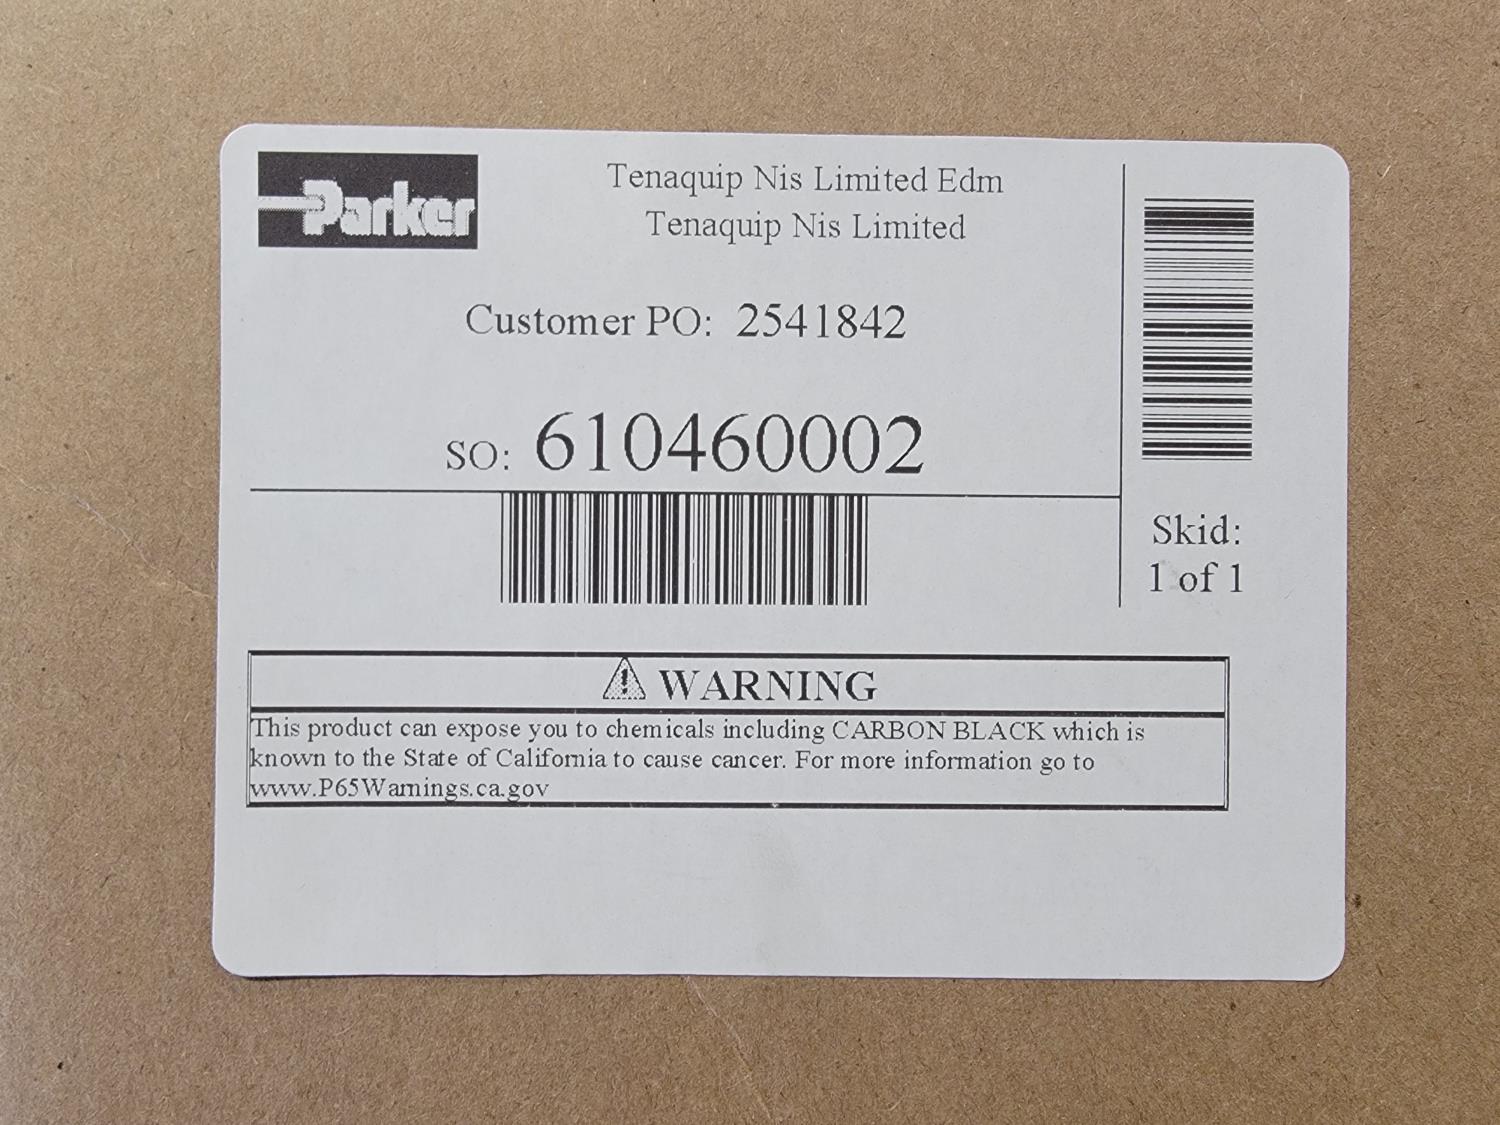 Parker
Tenaquip Nis Limited Edm
Tenaquip Nis Limited
Customer PO: 2541842
SO: 610460002
Skid:
1 of 1
WARNING
This product can expose you to chemicals including CARBON BLACK which is
known to the State of California to cause cancer. For more information go to
www.P65Warnings.ca.gov